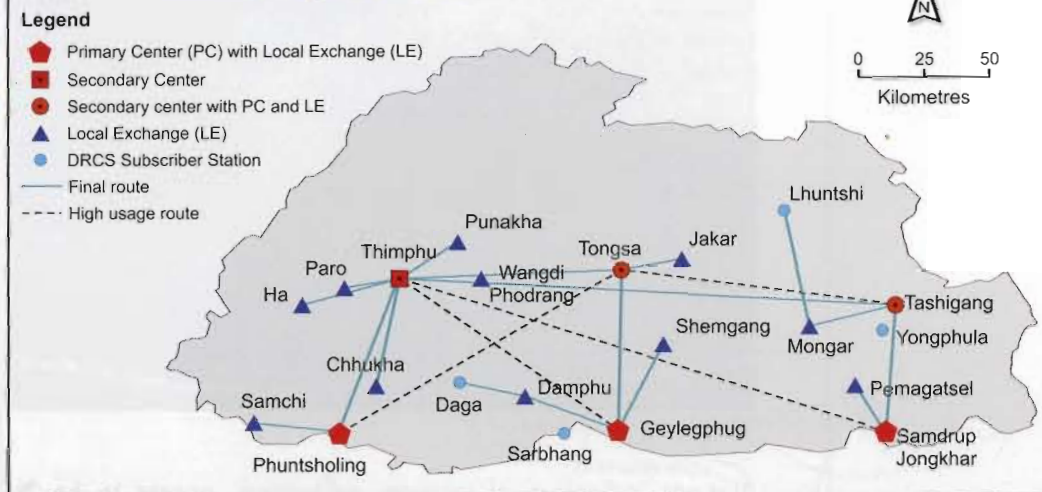 Legend
Primary Center (PC) with Local Exchange (LE)
Secondary Center
Secondary center with PC and LE
Local Exchange (LE)
DRCS Subscriber Station
Final route
High usage route
N
0 25 50
Kilometres
Lhuntshi
Punakha
Thimphu
Tongsa
Jakar
Paro
Wangdi
Phodrang
Ha
Tashigang
Shemgang
Mongar
Yongphula
Chhukha
Damphu
Pemagatsel
Samchi
Daga
Geylegphug
Samdrup
Jongkhar
Sarbhang
Phuntsholing